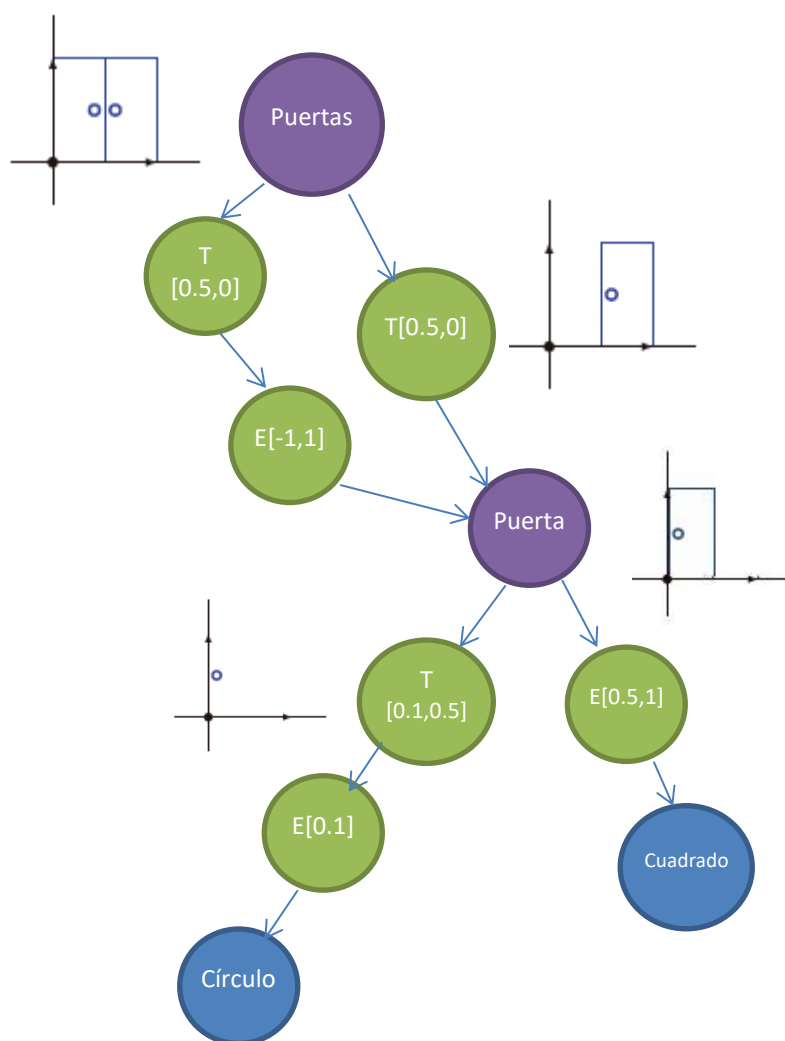 Puertas
T
[0.5,0]
T[0.5,0]
E[-1,1]
Puerta
T
[0.1,0.5]
E[0.5,1]
E[0.1]
Cuadrado
Círculo